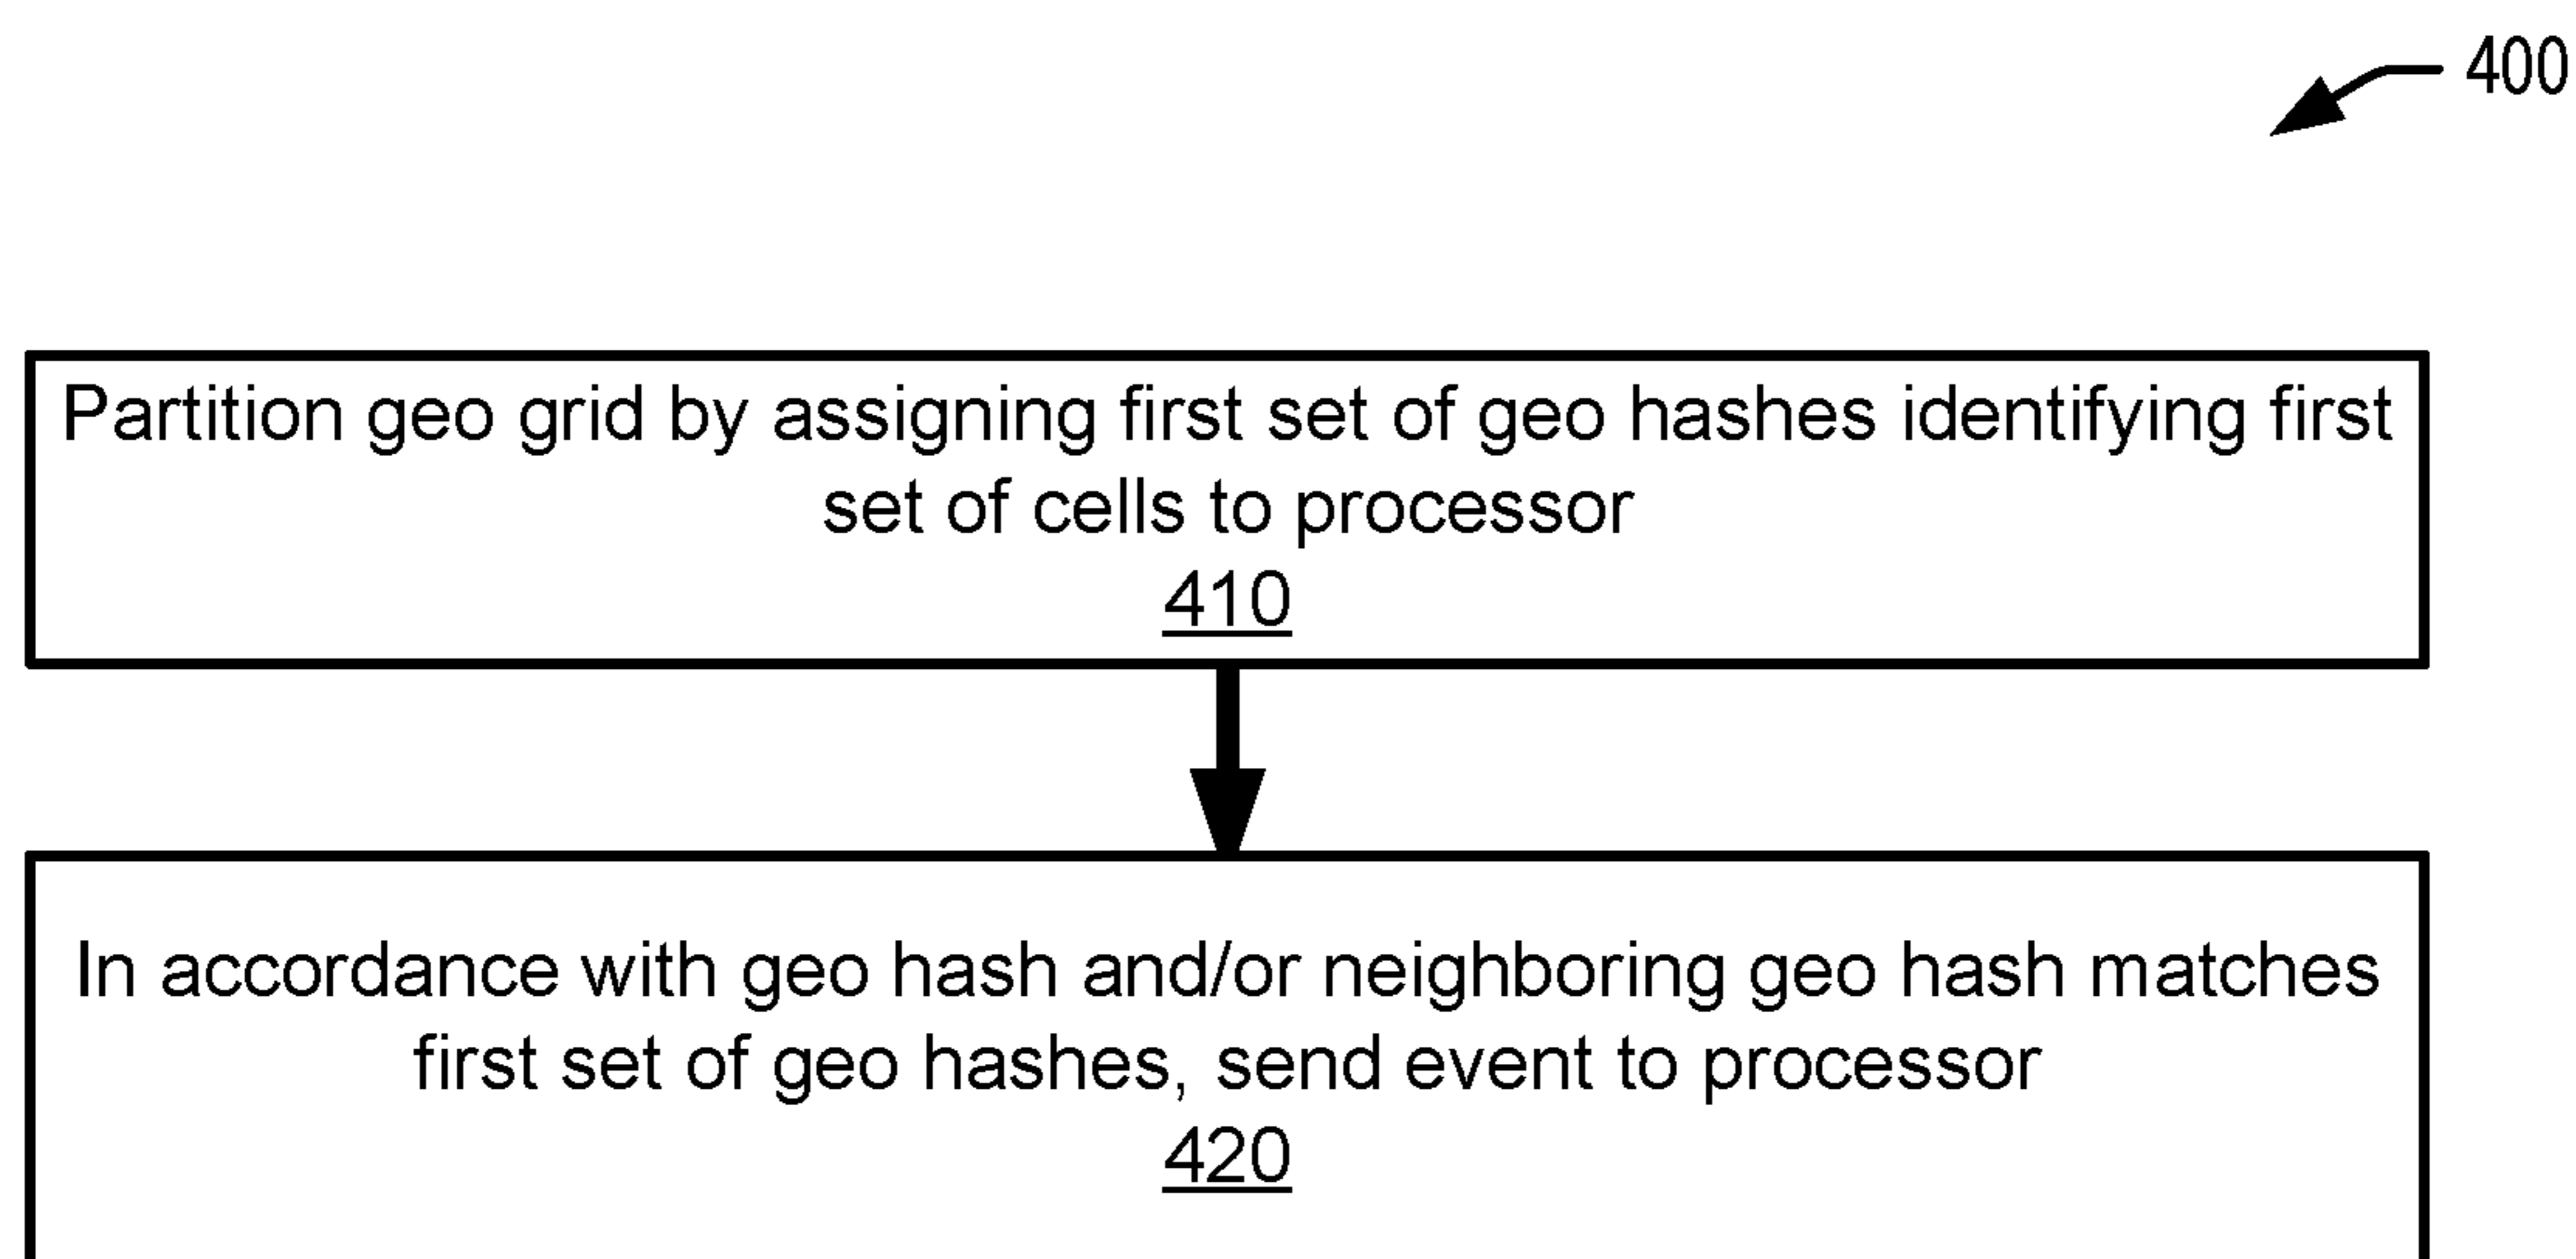 400
Partition geo grid by assigning first set of geo hashes identifying first
set of cells to processor
410
In accordance with geo hash and/or neighboring geo hash matches
first set of geo hashes, send event to processor
420